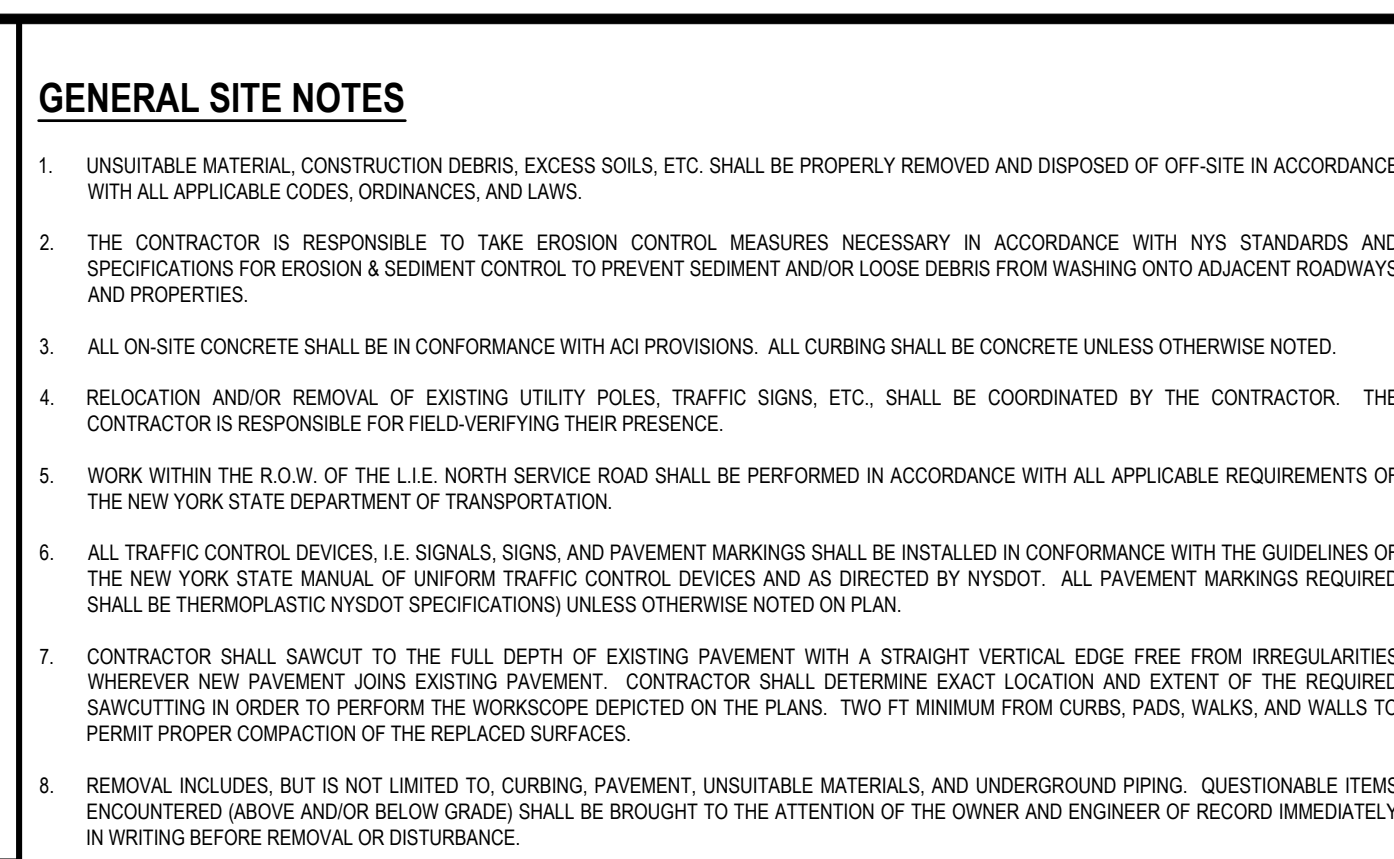 GENERAL SITE NOTES
1. UNSUITABLE MATERIAL, CONSTRUCTION DEBRIS, EXCESS SOILS, ETC. SHALL BE PROPERLY REMOVED AND DISPOSED OF OFF-SITE IN ACCORDANCE
WITH ALL APPLICABLE CODES, ORDINANCES, AND LAWS.
2. THE CONTRACTOR IS RESPONSIBLE TO TAKE EROSION CONTROL MEASURES NECESSARY IN ACCORDANCE WITH NYS STANDARDS AND
SPECIFICATIONS FOR EROSION & SEDIMENT CONTROL TO PREVENT SEDIMENT AND/OR LOOSE DEBRIS FROM WASHING ONTO ADJACENT ROADWAYS
AND PROPERTIES.
3. ALL ON-SITE CONCRETE SHALL BE IN CONFORMANCE WITH ACI PROVISIONS. ALL CURBING SHALL BE CONCRETE UNLESS OTHERWISE NOTED.
4. RELOCATION AND/OR REMOVAL OF EXISTING UTILITY POLES, TRAFFIC SIGNS, ETC., SHALL BE COORDINATED BY THE CONTRACTOR. THE
CONTRACTOR IS RESPONSIBLE FOR FIELD-VERIFYING THEIR PRESENCE.
5. WORK WITHIN THE R.O.W. OF THE L.I.E. NORTH SERVICE ROAD SHALL BE PERFORMED IN ACCORDANCE WITH ALL APPLICABLE REQUIREMENTS OF
THE NEW YORK STATE DEPARTMENT OF TRANSPORTATION.
6. ALL TRAFFIC CONTROL DEVICES, I.E. SIGNALS, SIGNS, AND PAVEMENT MARKINGS SHALL BE INSTALLED IN CONFORMANCE WITH THE GUIDELINES OF
THE NEW YORK STATE MANUAL OF UNIFORM TRAFFIC CONTROL DEVICES AND AS DIRECTED BY NYSDOT. ALL PAVEMENT MARKINGS REQUIRED
SHALL BE THERMOPLASTIC NYSDOT SPECIFICATIONS) UNLESS OTHERWISE NOTED ON PLAN.
7. CONTRACTOR SHALL SAWCUT TO THE FULL DEPTH OF EXISTING PAVEMENT WITH A STRAIGHT VERTICAL EDGE FREE FROM IRREGULARITIES
WHEREVER NEW PAVEMENT JOINS EXISTING PAVEMENT. CONTRACTOR SHALL DETERMINE EXACT LOCATION AND EXTENT OF THE REQUIRED
SAWCUTTING IN ORDER TO PERFORM THE WORKSCOPE DEPICTED ON THE PLANS. TWO FT MINIMUM FROM CURBS, PADS, WALKS, AND WALLS TO
PERMIT PROPER COMPACTION OF THE REPLACED SURFACES.
8. REMOVAL INCLUDES, BUT IS NOT LIMITED TO, CURBING, PAVEMENT, UNSUITABLE MATERIALS, AND UNDERGROUND PIPING. QUESTIONABLE ITEMS
ENCOUNTERED (ABOVE AND/OR BELOW GRADE) SHALL BE BROUGHT TO THE ATTENTION OF THE OWNER AND ENGINEER OF RECORD IMMEDIATELY
IN WRITING BEFORE REMOVAL OR DISTURBANCE.